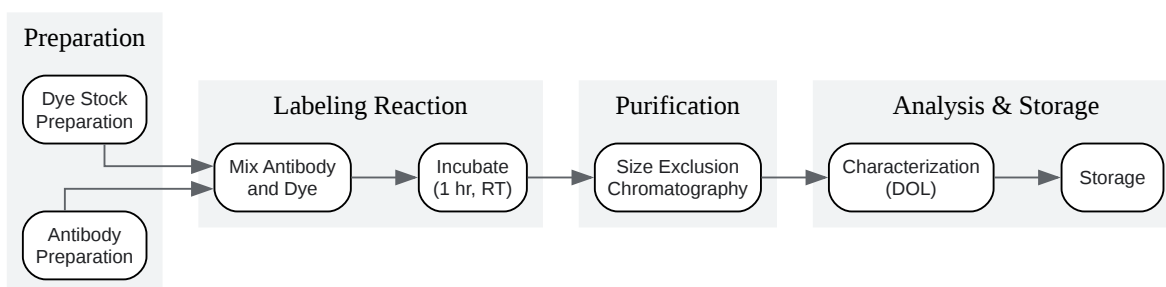 Preparation
Dye Stock
Preparation
Antibody
Preparation
Labeling Reaction
Mix Antibody
and Dye
Incubate
(1 hr, RT)
Purification
Size Exclusion
Chromatography
Analysis & Storage
Characterization
(DOL)
Storage